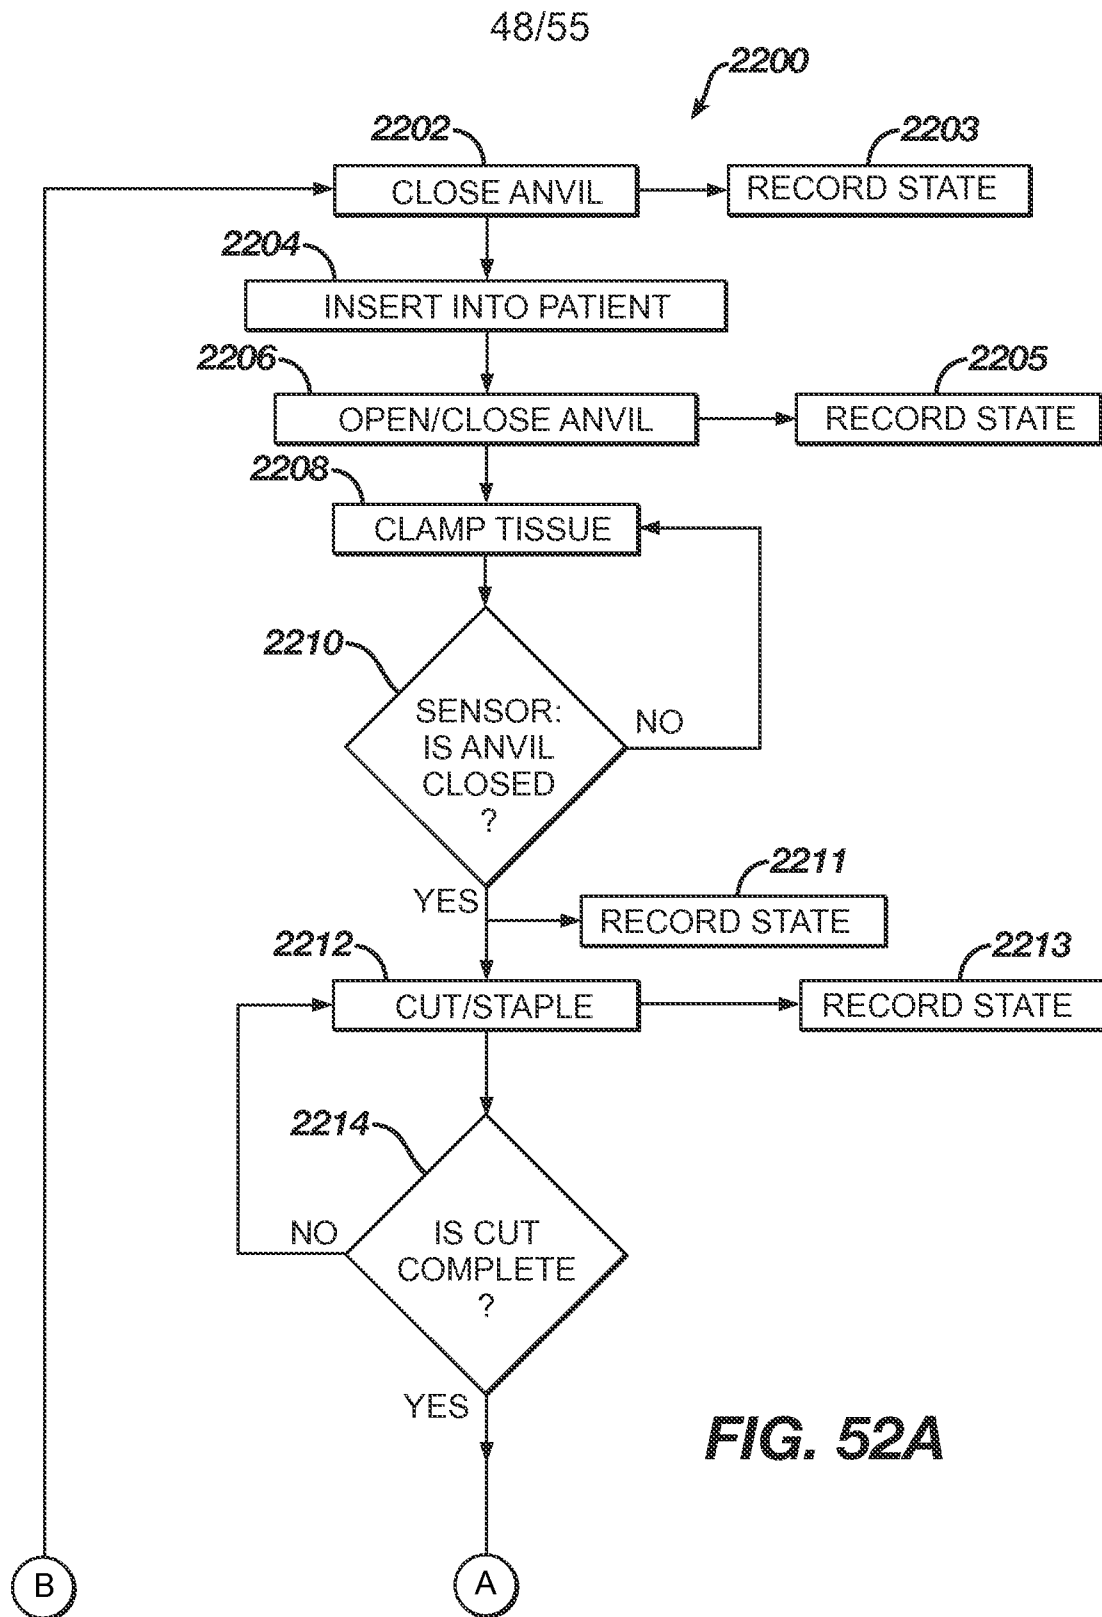 48/55
2200
2202
2203
CLOSE ANVIL
RECORD STATE
2204
INSERT INTO PATIENT
2206
2205
OPEN/CLOSE ANVIL
RECORD STATE
2208
CLAMP TISSUE
2210
SENSOR:
IS ANVIL
CLOSED
?
NO
YES
2211
RECORD STATE
2212
2213
CUT/STAPLE
RECORD STATE
2214
NO
IS CUT
COMPLETE
?
YES
FIG. 52A
B
A